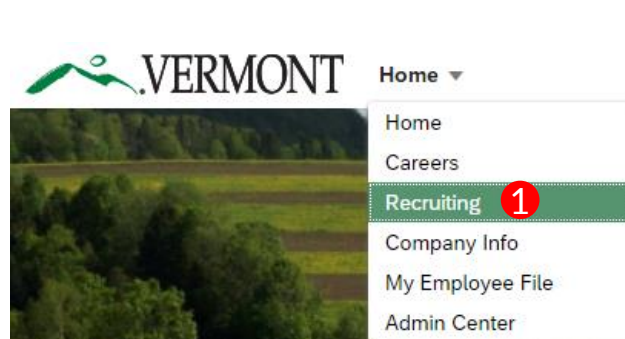 VERMONT
Home
Home
Careers
Recruiting 1
Company Info
My Employee File
Admin Center